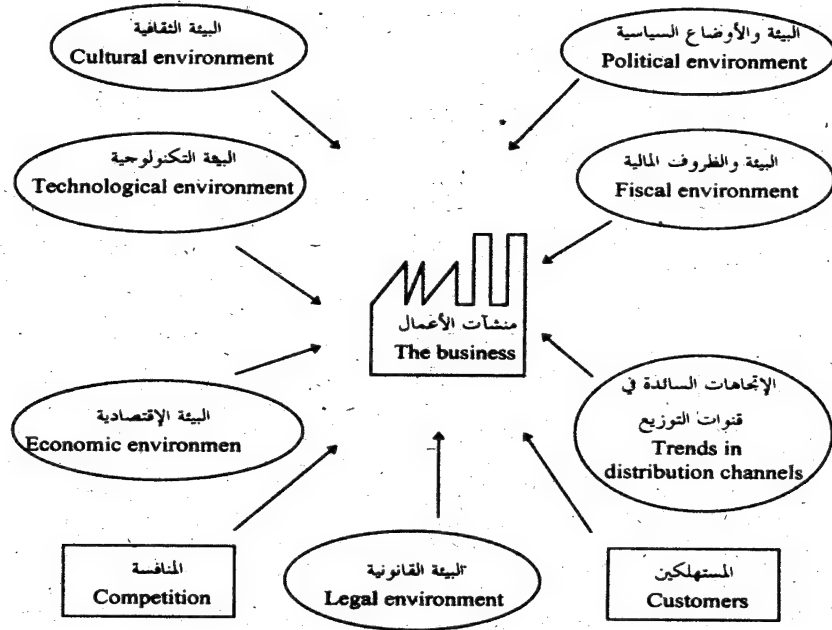 البيئة الثقافية
Cultural environment
البيئة والأوضاع السياسية
Political environment
البيئة التكنولوجية
Technological environment
البيئة والظروف المالية
Fiscal environment
منشآت الأعمال
The business
البيئة الإقتصادية
Economic environmen
الإتجاهات السائدة في
قنوات التوزيع
Trends in
distribution channels
المنافسة
Competition
البيئة القانونية
Legal environment
المستهلكين
Customers